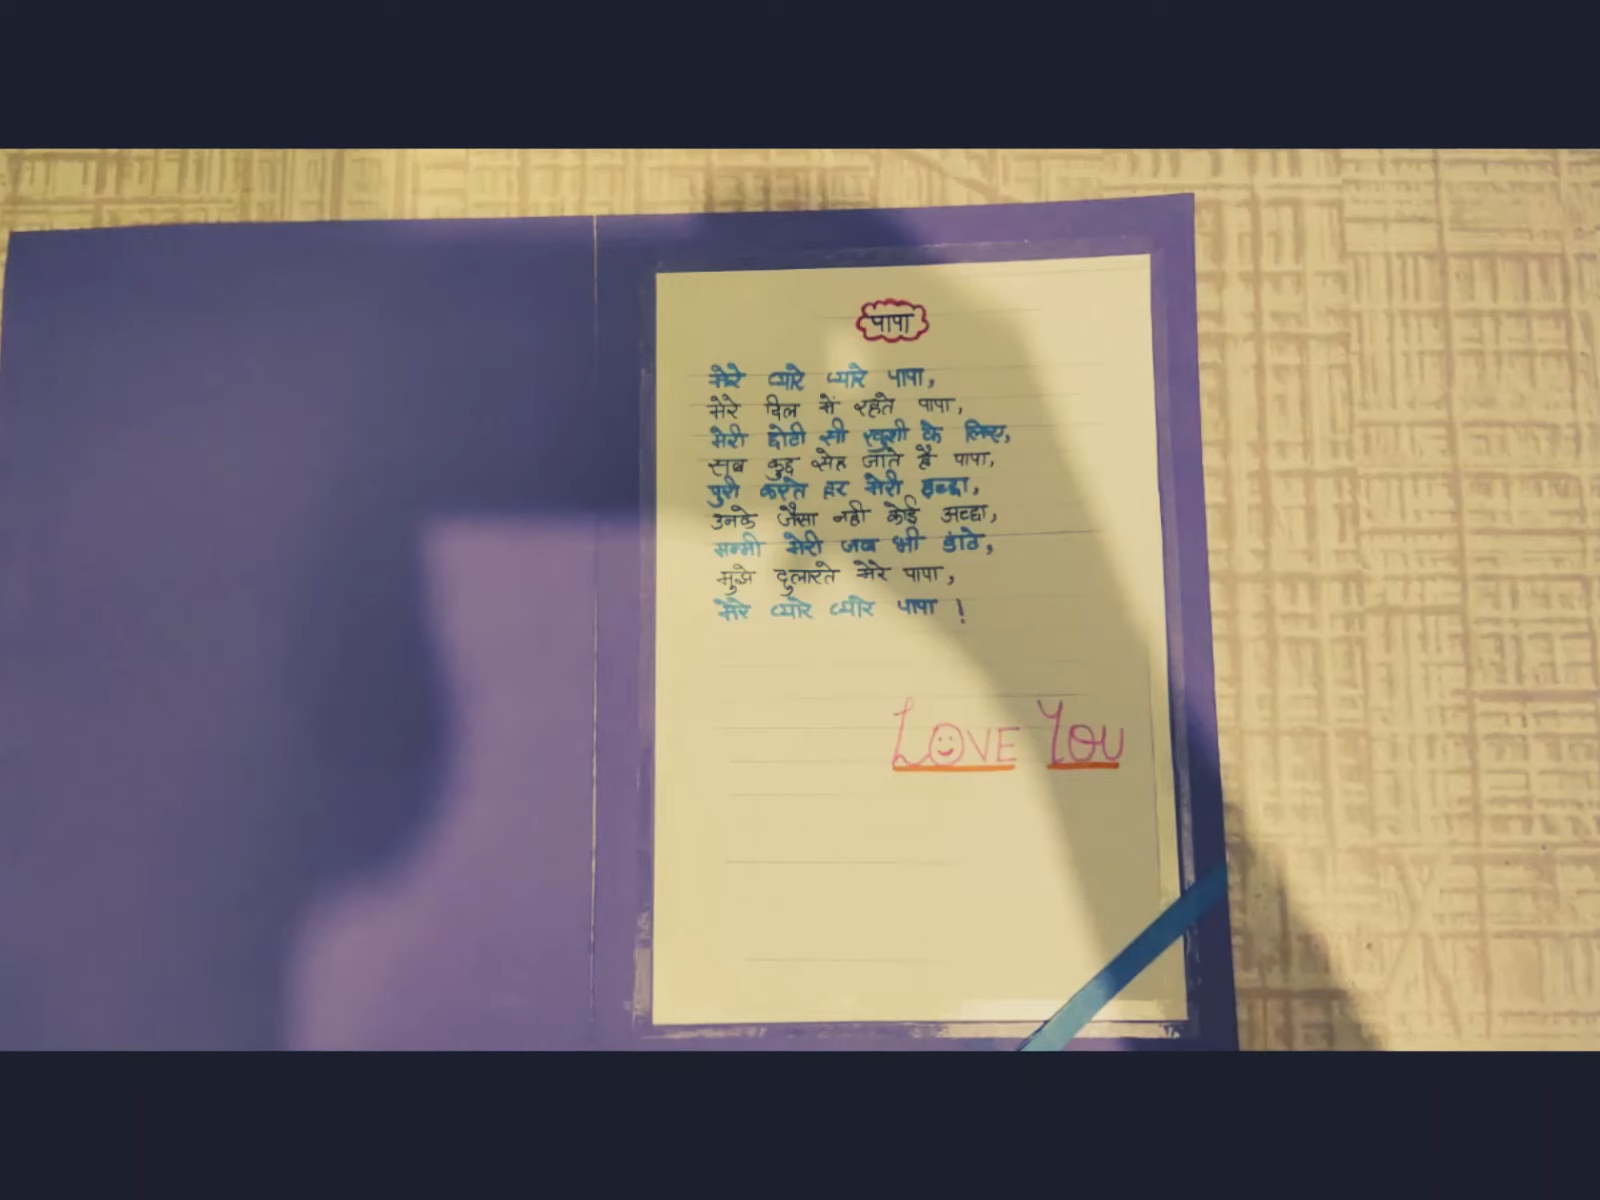 पापा
मेरे प्यारे प्यारे पापा,
मेरे दिल में रहते पापा,
मेरी छोटी सी खुशी के लिए,
सब कुछ सेह जाते है पापा,
पुरी करते हर मेरी इच्छा,
उनके जैसा नही कोई अच्छा,
मम्मी मेरी जब भी डांटे,
मुझे दुलारते मेरे पापा,
मेरे प्यारे प्यारे पापा !
LOVE YOU